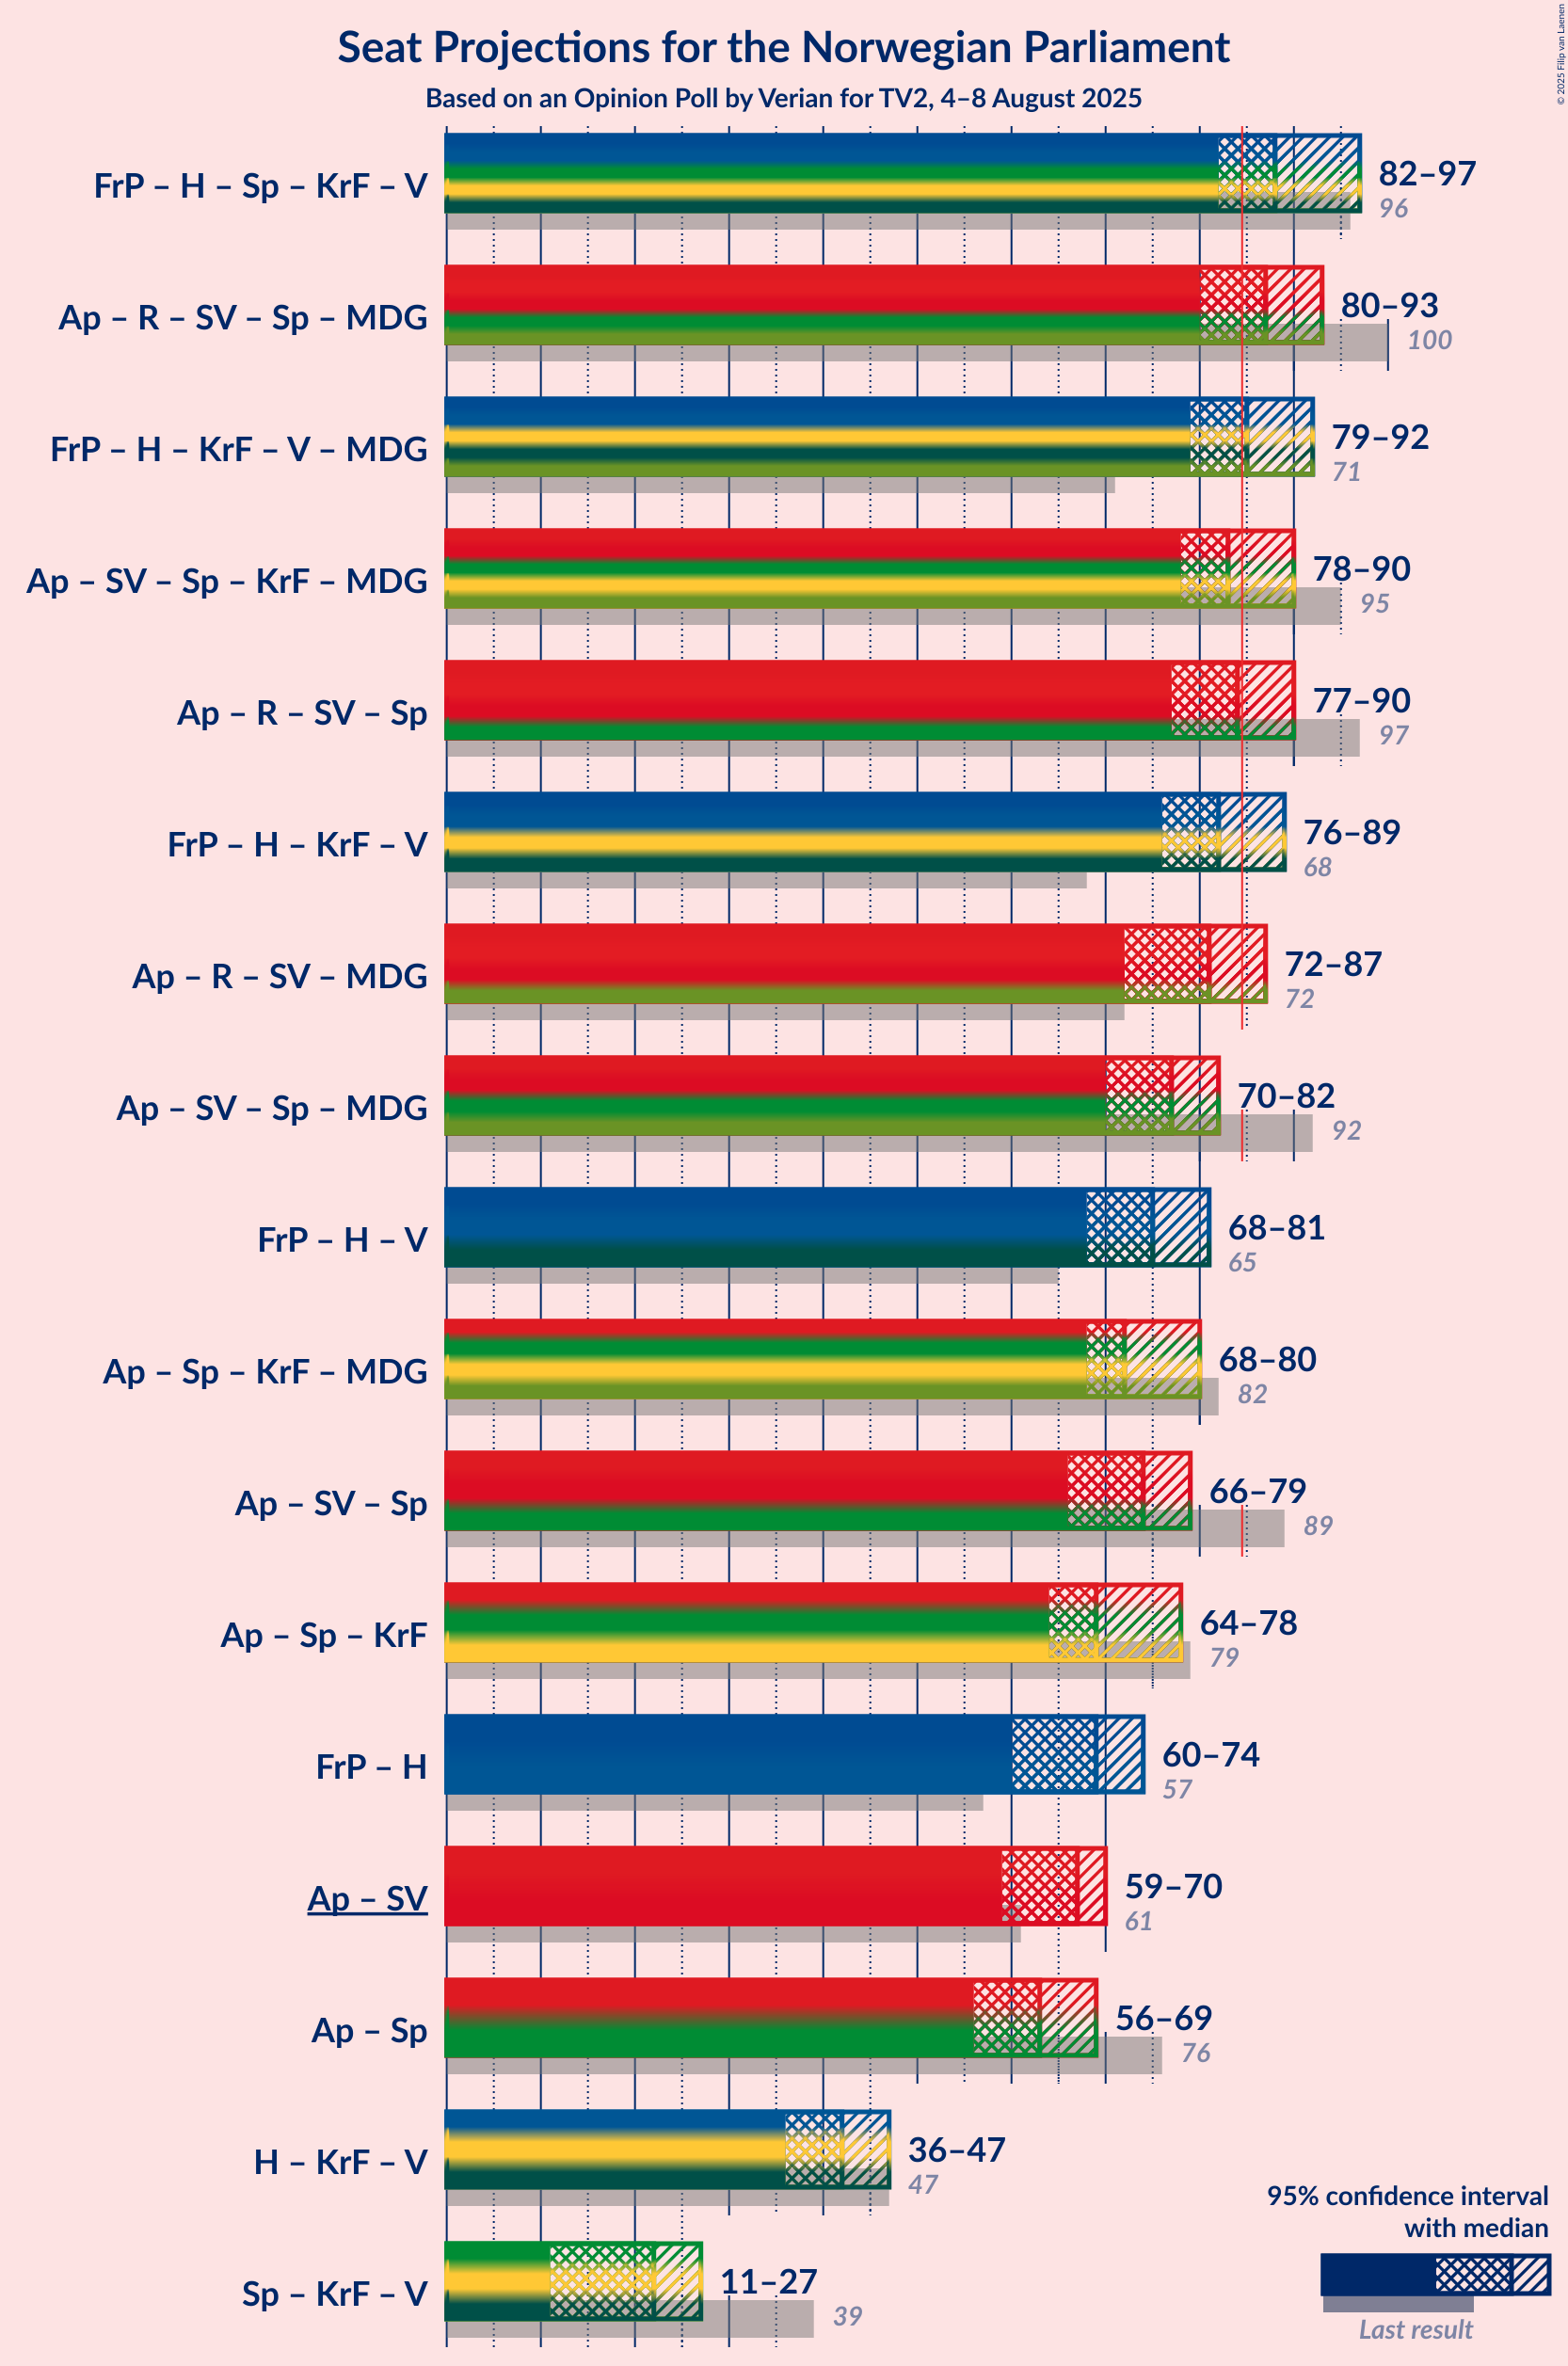 © 2025 Filip van Laenen
Seat Projections for the Norwegian Parliament
Based on an Opinion Poll by Verian for TV2, 4–8 August 2025
FrP – H – Sp – KrF – V
82–97
96
Ap – R – SV – Sp – MDG
80–93
100
FrP – H – KrF – V – MDG
79–92
71
Ap – SV – Sp – KrF – MDG
78–90
95
Ap – R – SV – Sp
77–90
97
FrP – H – KrF – V
76–89
68
Ap – R – SV – MDG
72–87
72
Ap – SV – Sp – MDG
70–82
92
FrP – H – V
68–81
65
Ap – Sp – KrF – MDG
68–80
82
Ap – SV – Sp
66–79
89
Ap – Sp – KrF
64–78
79
FrP – H
60–74
57
Ap – SV
59–70
61
Ap – Sp
56–69
76
H – KrF – V
36–47
47
Sp – KrF – V
11–27
39
95% confidence interval
with median
Last result